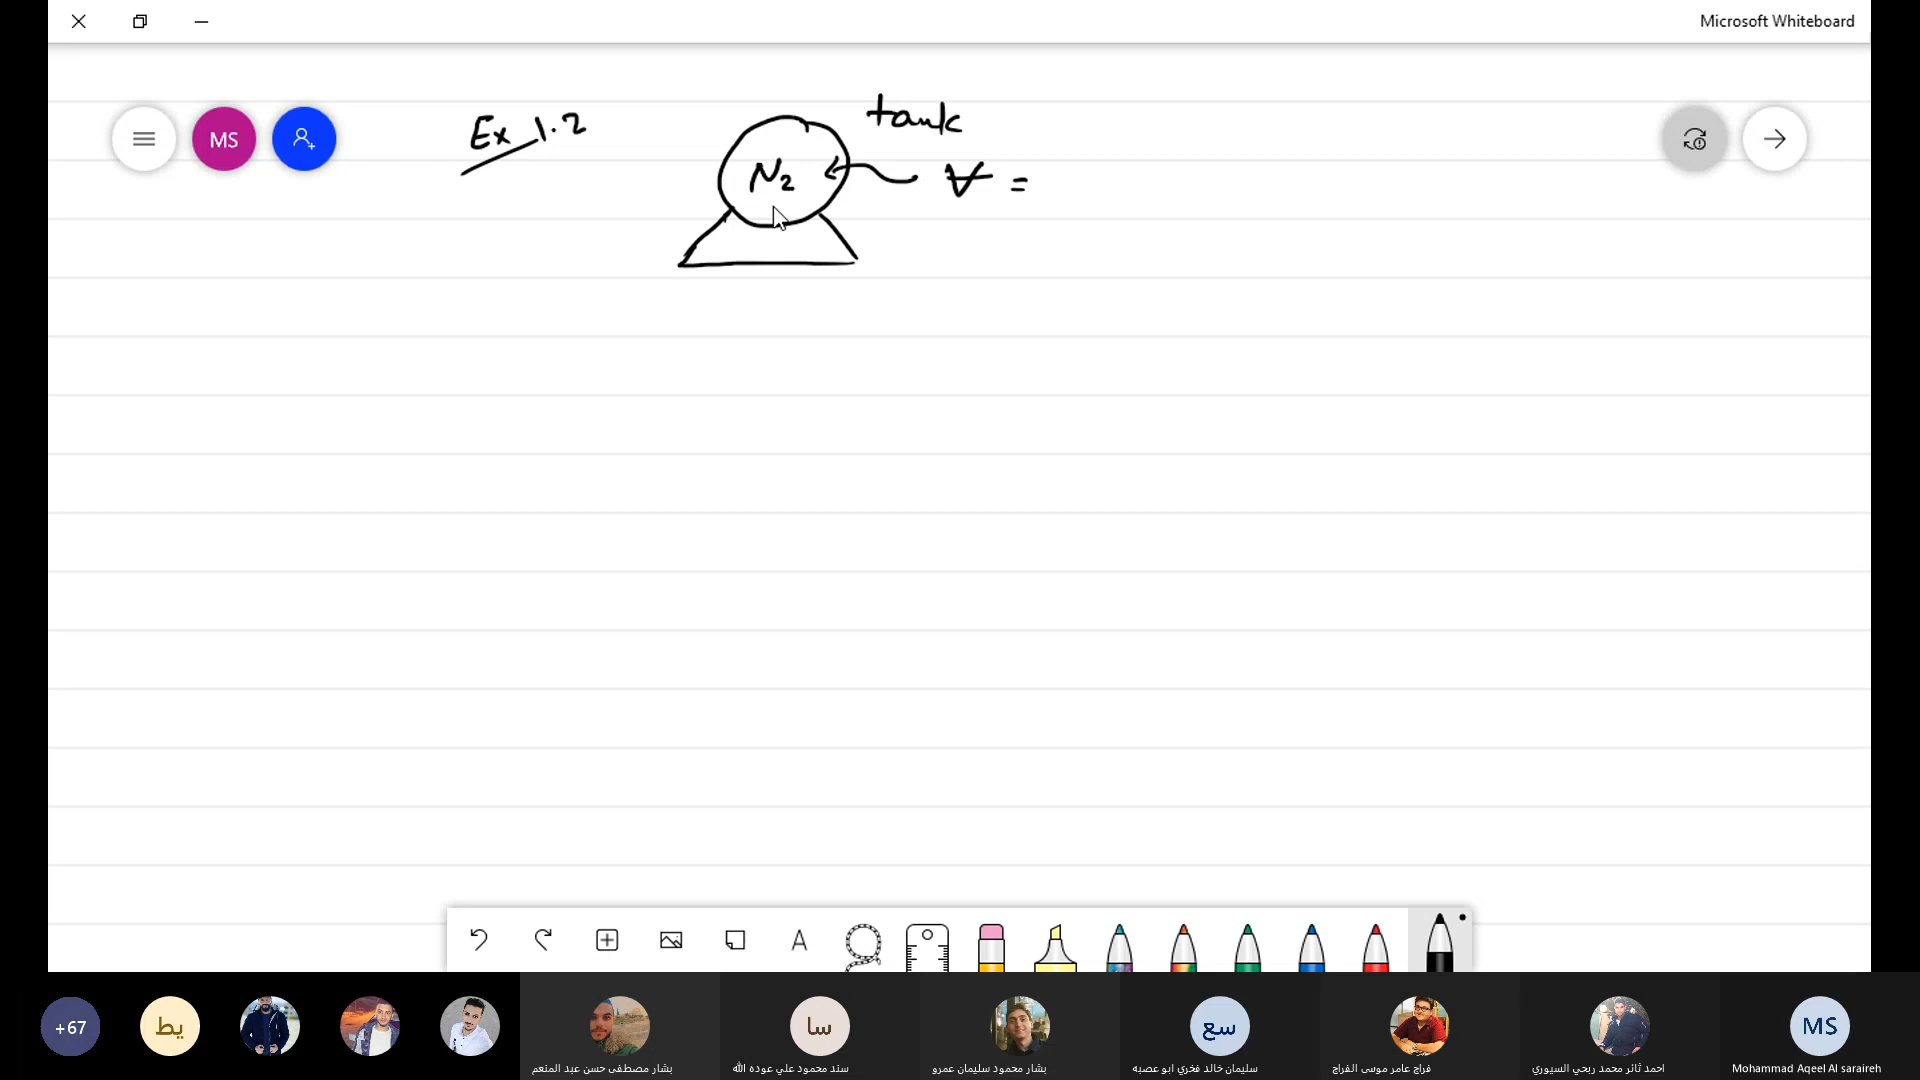 Microsoft Whiteboard
MS
Ex 1.2
tank
N2
V =
A
+67
يط
سا
سع
MS
بشار مصطفى حسن عبد المنعم
سند محمود علي عوده الله
بشار محمود سليمان عمرو
سليمان خالد فخري ابو عصبه
فراج عامر موسى الفراج
احمد ثائر محمد ربحي السيوري
Mohammad Aqeel Al saraireh